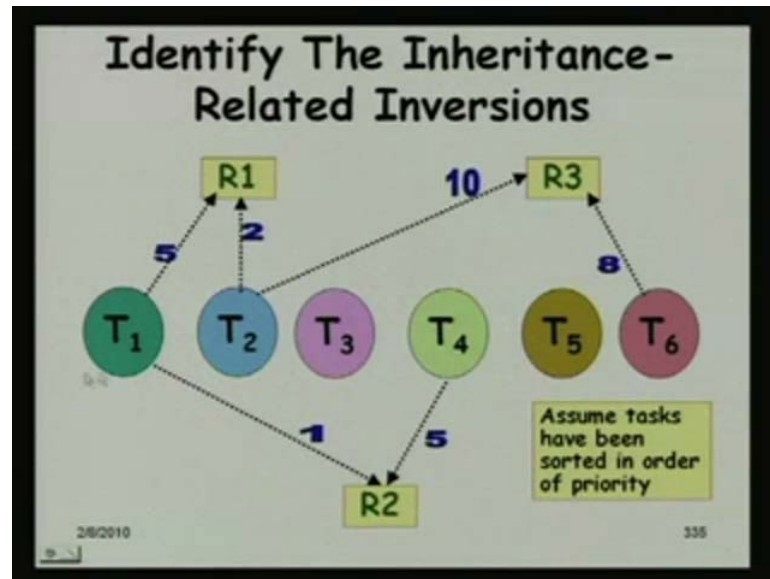 Identify The Inheritance-
Related Inversions
R1
10
R3
5
2
8
T1
T2
T3
T4
T5
T6
1
5
Assume tasks
have been
sorted in order
of priority
R2
2/6/2010
335